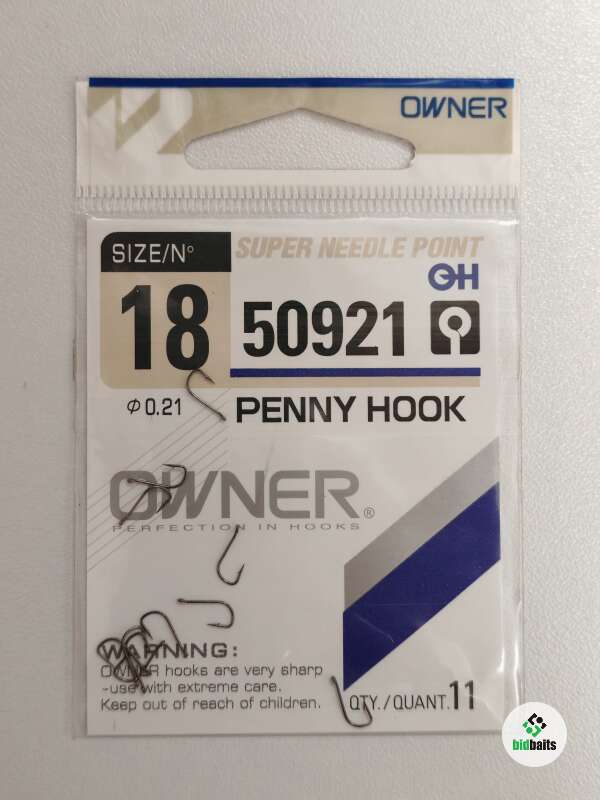 OWNER
SIZE/N°
SUPER NEEDLE POINT
18
50921
Φ 0.21
PENNY HOOK
OWNER®
PERFECTION IN HOOKS
WARNING:
OWNER hooks are very sharp
-use with extreme care.
Keep out of reach of children.
QTY./QUANT. 11
bidbaits